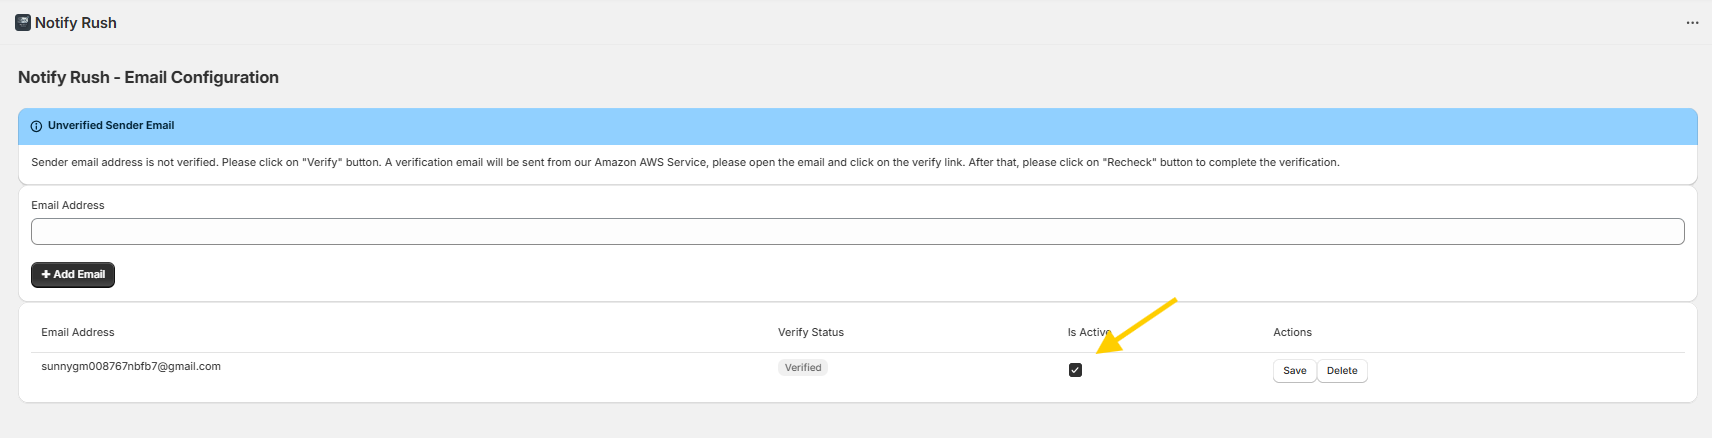 Notify Rush
Notify Rush - Email Configuration
Unverified Sender Email
Sender email address is not verified. Please click on "Verify" button. A verification email will be sent from our Amazon AWS Service, please open the email and click on the verify link. After that, please click on "Recheck" button to complete the verification.
Email Address
+ Add Email
Email Address Verify Status Is Active Actions
sunnygm008767nbfb7@gmail.com Verified Save Delete